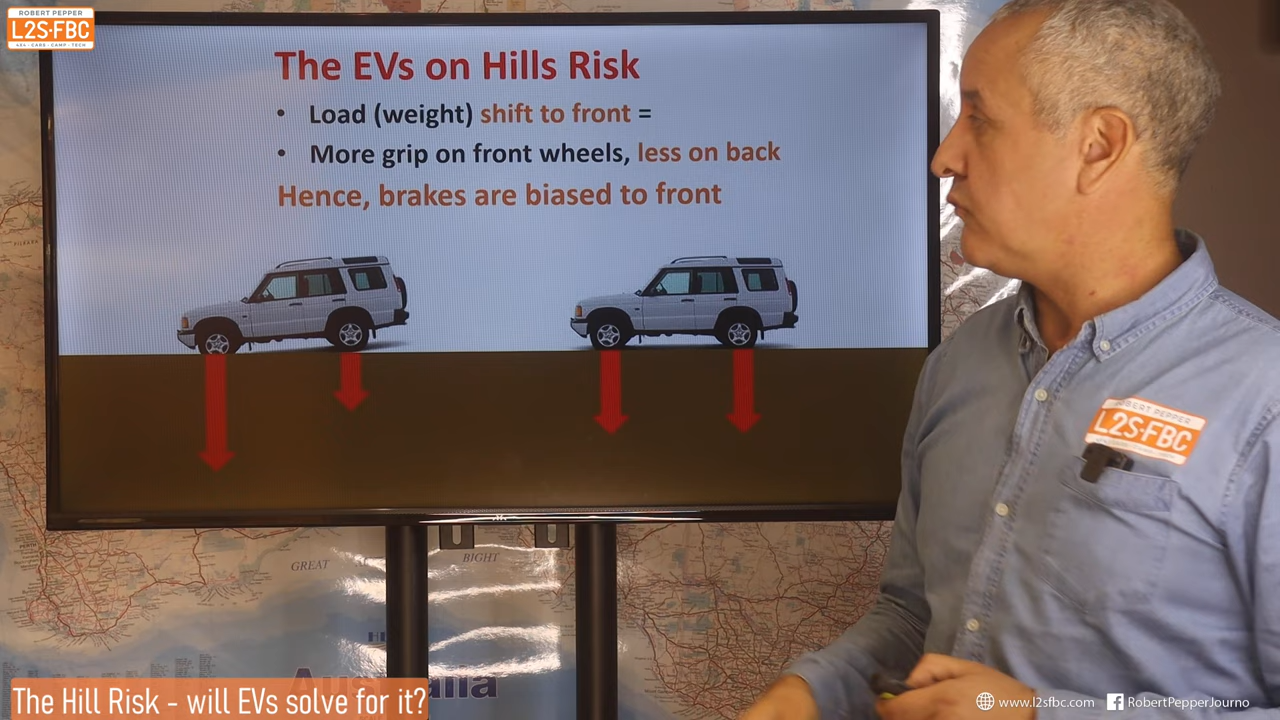 ROBERT PEPPER
L2S-FBC
4X4 - CARS - CAMP - TECH
The EVs on Hills Risk
• Load (weight) shift to front =
• More grip on front wheels, less on back
Hence, brakes are biased to front
ROBERT PEPPER
L2S-FBC
GREAT
BIGHT
Australia
The Hill Risk - will EVs solve for it?
www.l2sfbc.com
RobertPepperJourno